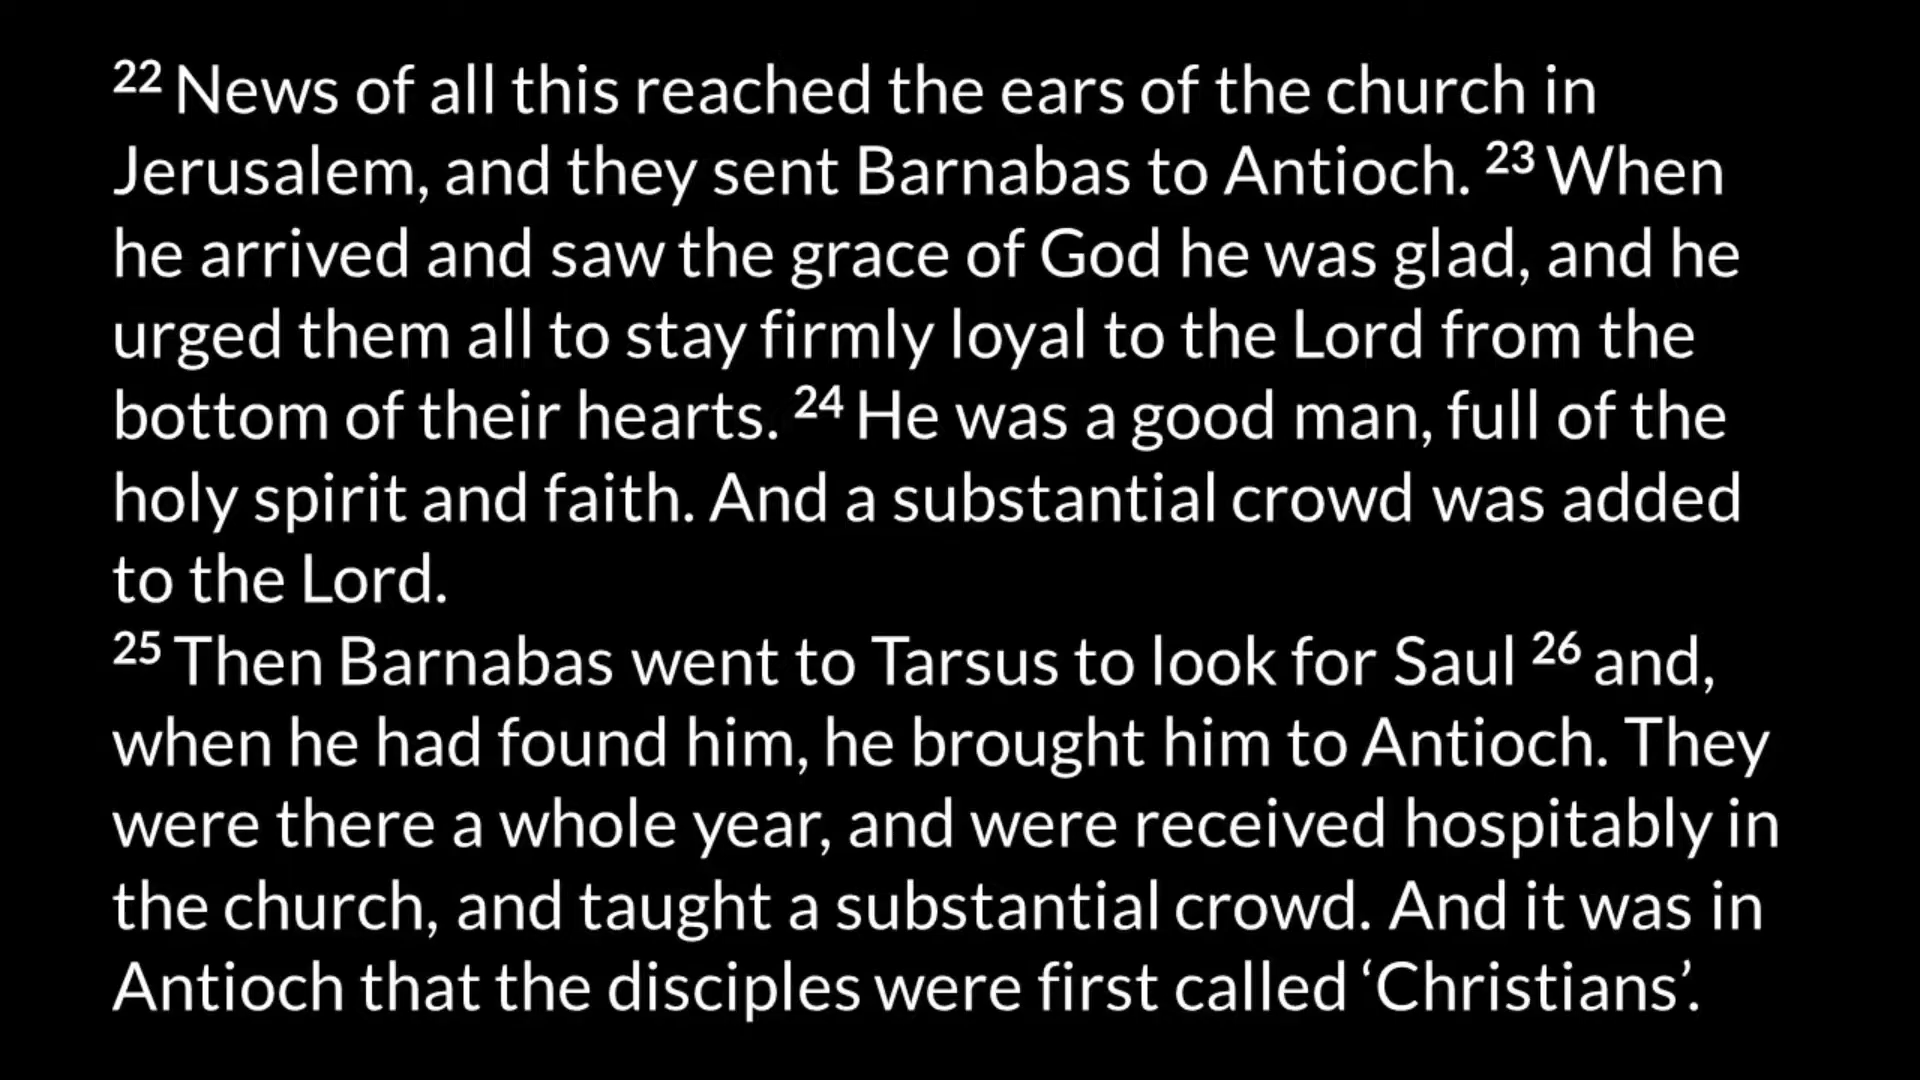 22 News of all this reached the ears of the church in
Jerusalem, and they sent Barnabas to Antioch. 23 When
he arrived and saw the grace of God he was glad, and he
urged them all to stay firmly loyal to the Lord from the
bottom of their hearts. 24 He was a good man, full of the
holy spirit and faith. And a substantial crowd was added
to the Lord.
25 Then Barnabas went to Tarsus to look for Saul 26 and,
when he had found him, he brought him to Antioch. They
were there a whole year, and were received hospitably in
the church, and taught a substantial crowd. And it was in
Antioch that the disciples were first called ‘Christians’.